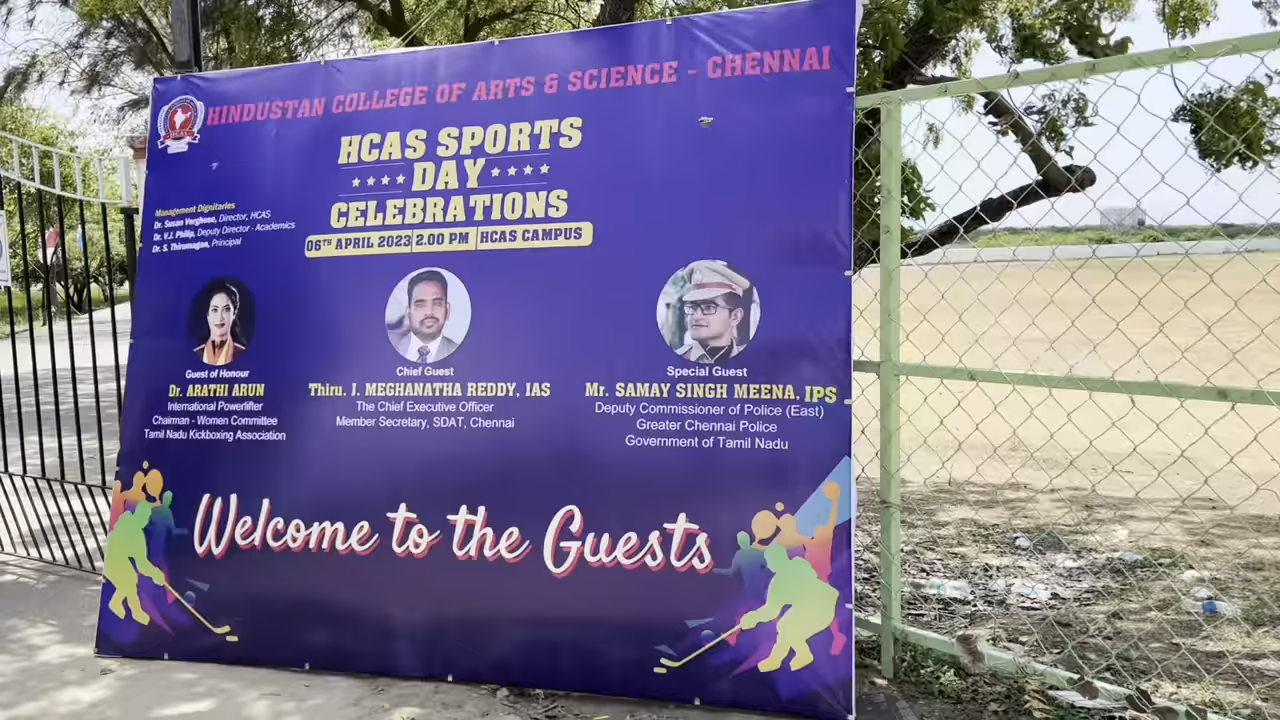 HINDUSTAN COLLEGE OF ARTS & SCIENCE - CHENNAI
HCAS
HCAS SPORTS
DAY
CELEBRATIONS
06TH APRIL 2023 2.00 PM HCAS CAMPUS
Management Dignitaries
Dr. Susan Verghese, Director, HCAS
Dr. V.J. Philip, Deputy Director - Academics
Dr. S. Thirumagan, Principal
Guest of Honour
Dr. ARATHI ARUN
International Powerlifter
Chairman - Women Committee
Tamil Nadu Kickboxing Association
Chief Guest
Thiru. J. MEGHANATHA REDDY, IAS
The Chief Executive Officer
Member Secretary, SDAT, Chennai
Special Guest
Mr. SAMAY SINGH MEENA, IPS
Deputy Commissioner of Police (East)
Greater Chennai Police
Government of Tamil Nadu
Welcome to the Guests